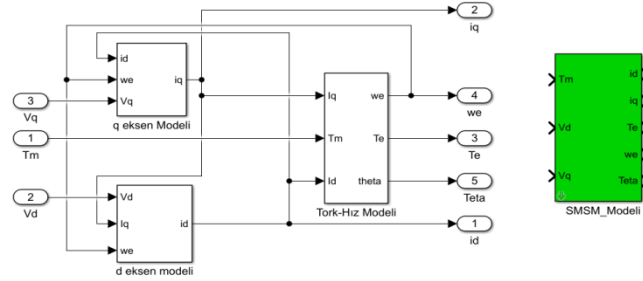 2
iq
id
we
Vq
iq
q eksen Modeli
3
Vq
1
Tm
Iq
Tm
Id
we
Te
theta
Tork-Hız Modeli
4
we
3
Te
5
Teta
2
Vd
Vd
Iq
we
id
d eksen modeli
1
id
Tm
Vd
Vq
id
iq
Te
we
Teta
SMSM_Modeli